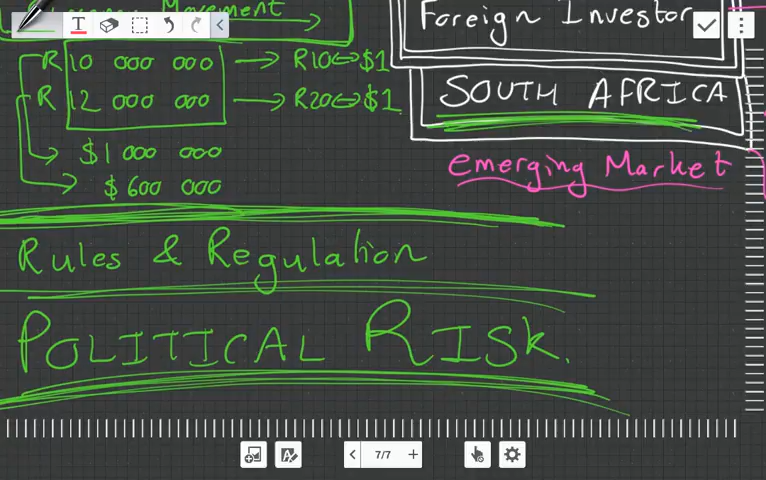 Movement
Foreign Investor
R 10 000 000 → R10⇔$1
SOUTH AFRICA
R 12 000 000 → R20⇔$1
$1 000 000
emerging Market
$600 000
Rules & Regulation
POLITICAL RISK.
T
7/7